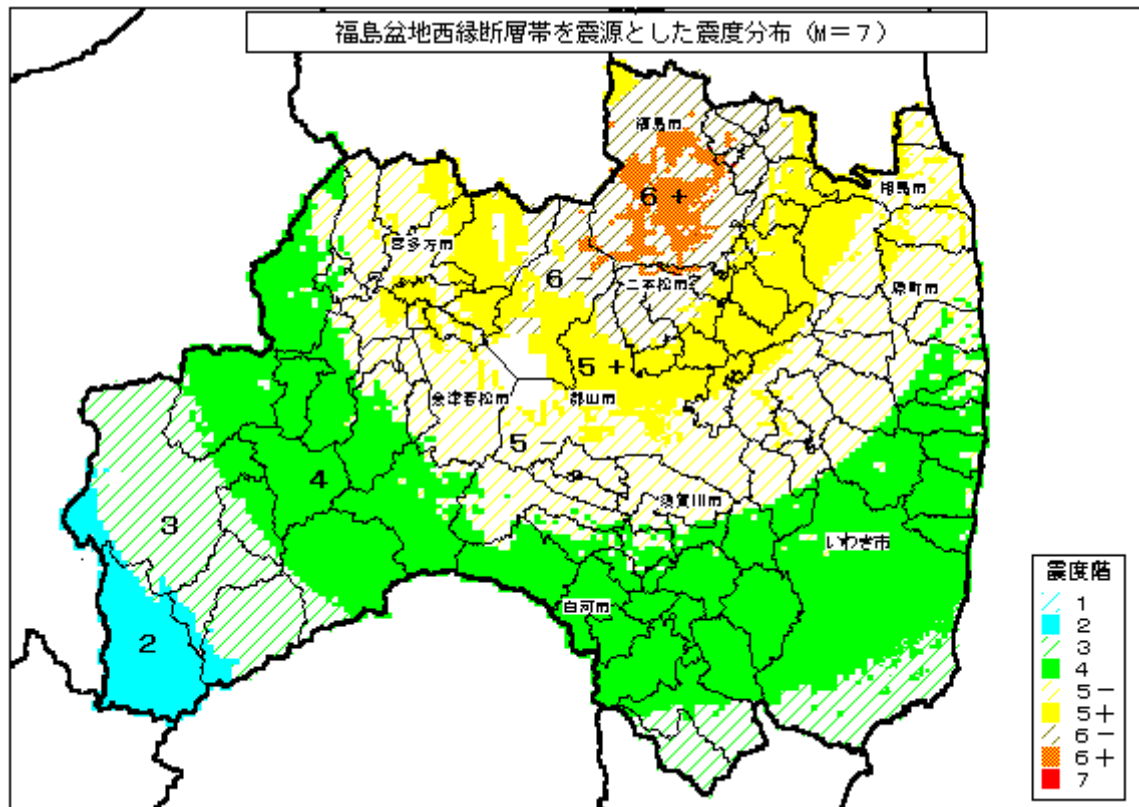 福島盆地西縁断層帯を震源とした震度分布（M＝7）
福島市
相馬市
6＋
喜多方市
6－
二本松市
原町市
5＋
会津若松市
郡山市
5－
4
須賀川市
3
いわき市
白河市
2
震度階
1
2
3
4
5－
5＋
6－
6＋
7